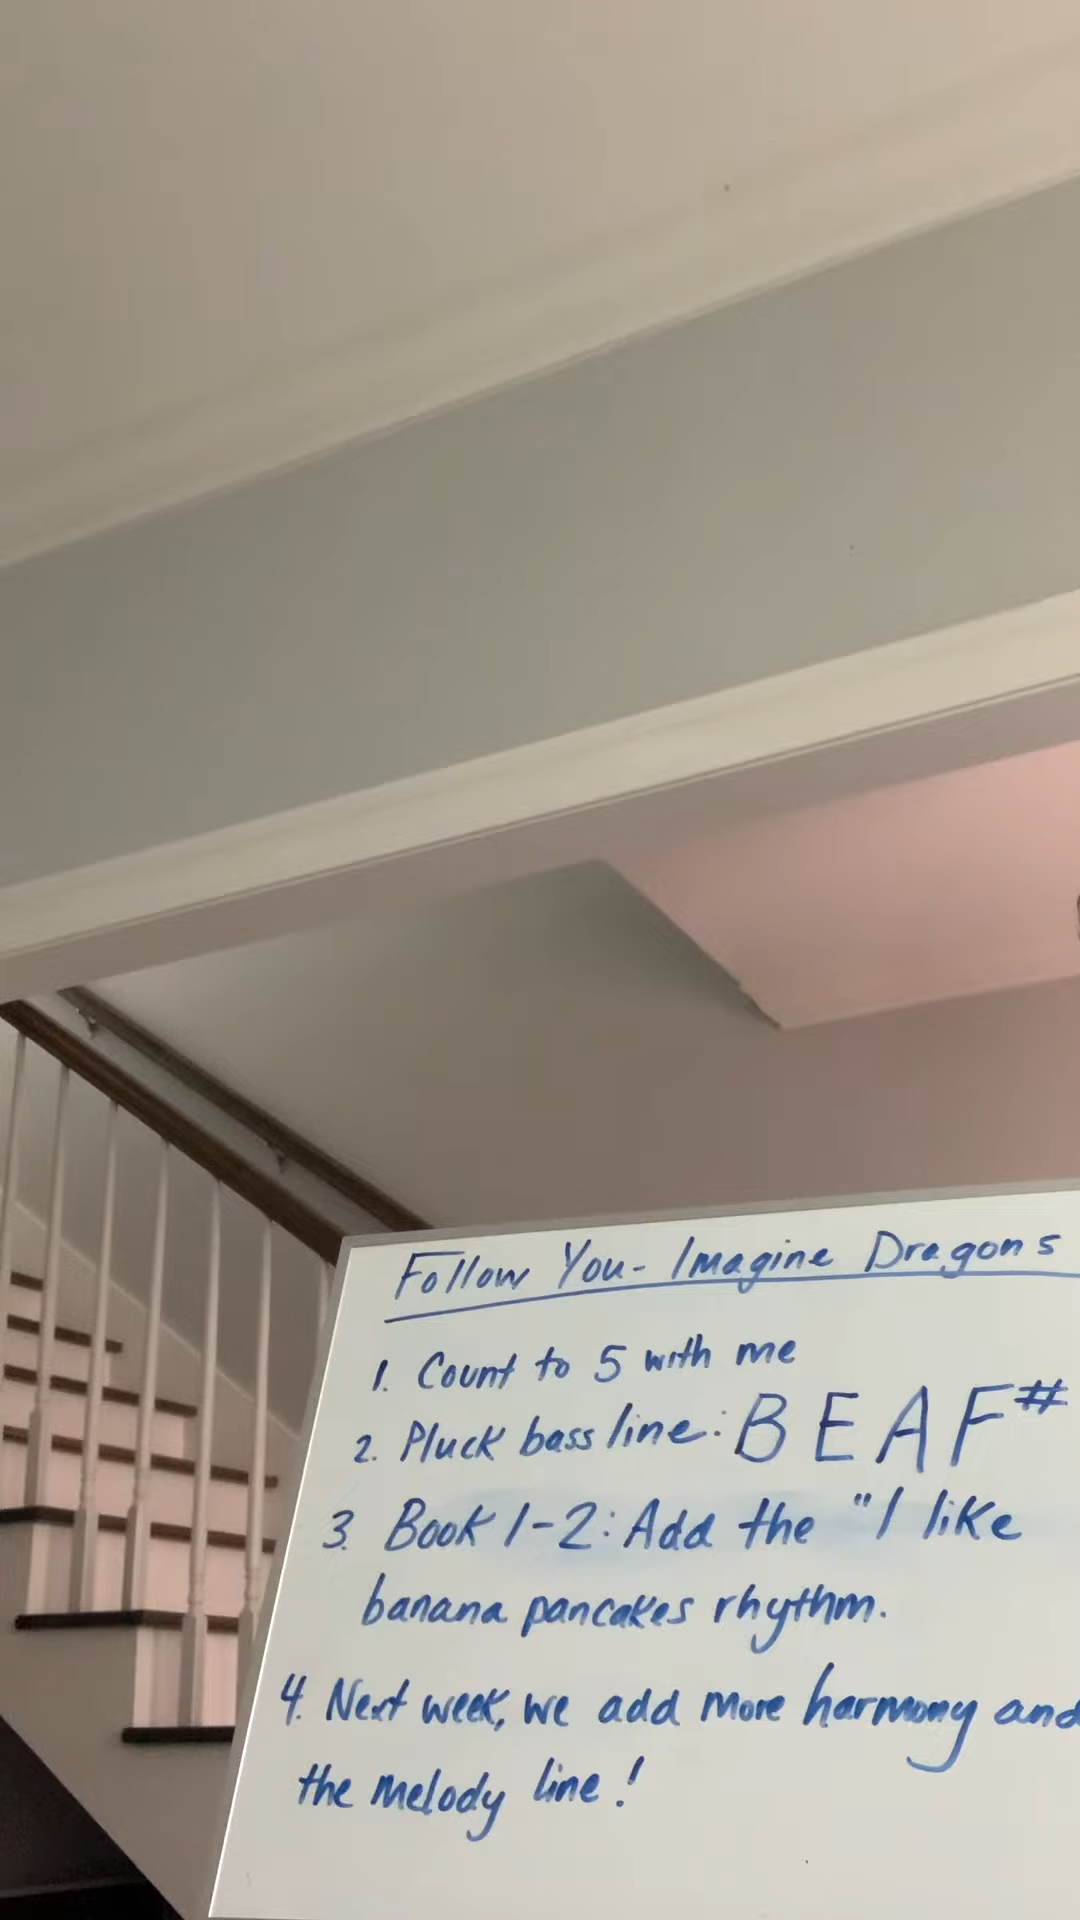 Follow You - Imagine Dragons
1. Count to 5 with me
2. Pluck bass line: B E A F#
3. Book 1-2: Add the "I like
banana pancakes rhythm.
4. Next week, we add more harmony and
the melody line!